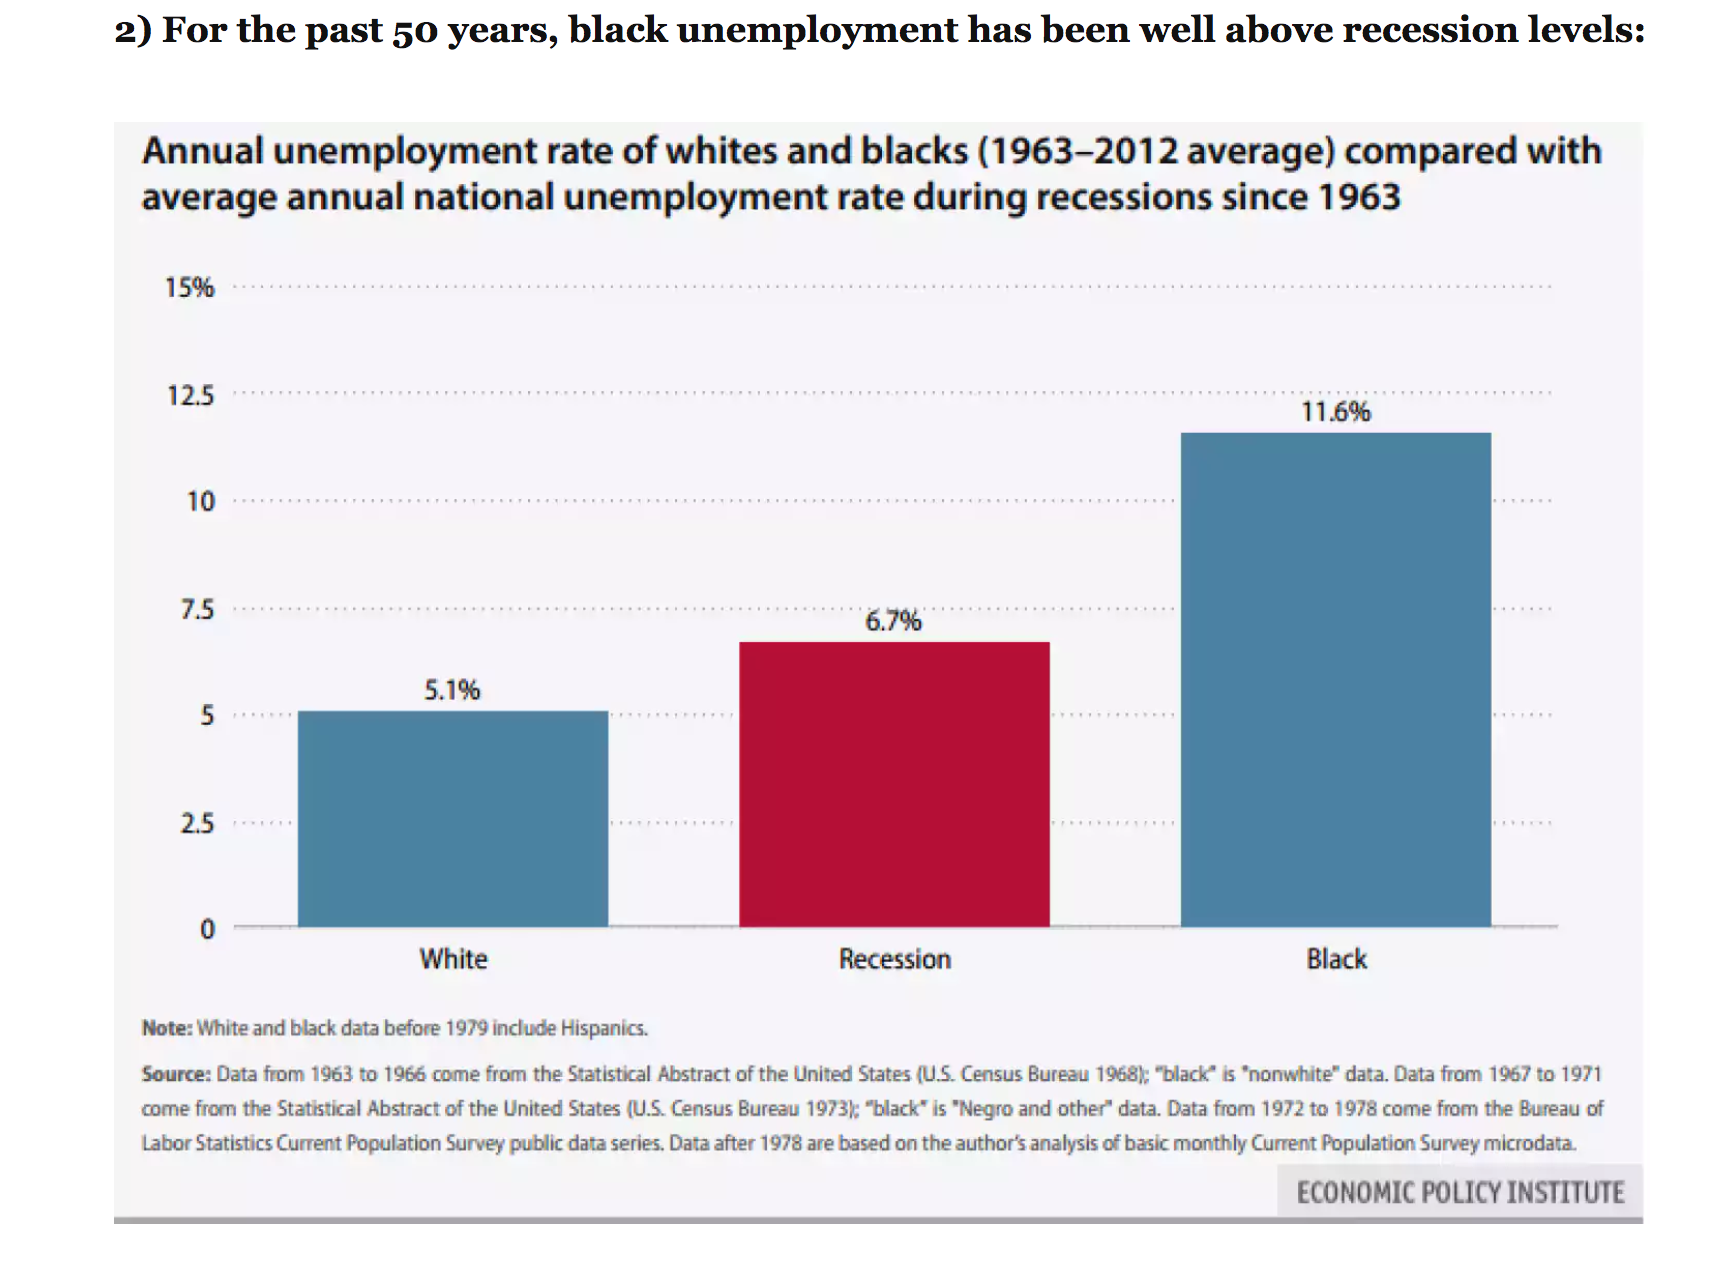 2) For the past 50 years, black unemployment has been well above recession levels:
Annual unemployment rate of whites and blacks (1963–2012 average) compared with
average annual national unemployment rate during recessions since 1963
15%
12.5
11.6%
10
7.5
6.7%
5.1%
5
2.5
0
White
Recession
Black
Note: White and black data before 1979 include Hispanics.
Source: Data from 1963 to 1966 come from the Statistical Abstract of the United States (U.S. Census Bureau 1968); "black" is "nonwhite" data. Data from 1967 to 1971
come from the Statistical Abstract of the United States (U.S. Census Bureau 1973); "black" is "Negro and other" data. Data from 1972 to 1978 come from the Bureau of
Labor Statistics Current Population Survey public data series. Data after 1978 are based on the author's analysis of basic monthly Current Population Survey microdata.
ECONOMIC POLICY INSTITUTE